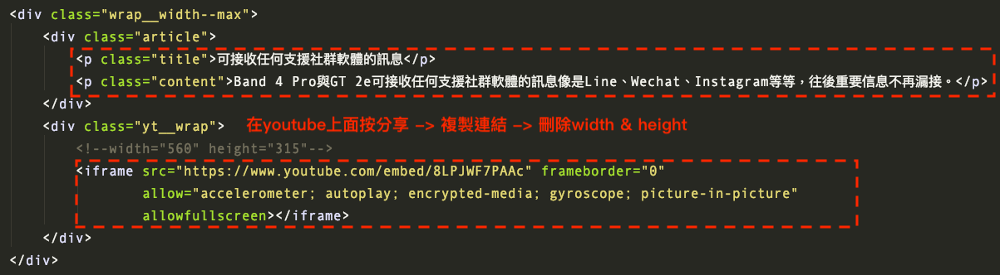 <div class="wrap__width--max">
<div class="article">
<p class="title">可接收任何支援社群軟體的訊息</p>
<p class="content">Band 4 Pro與GT 2e可接收任何支援社群軟體的訊息像是Line、Wechat、Instagram等等，往後重要信息不再漏接。</p>
</div>
<div class="yt__wrap"> 在youtube上面按分享 –> 複製連結 –> 刪除width & height
<!--width="560" height="315"-->
<iframe src="https://www.youtube.com/embed/8LPJWF7PAAc" frameborder="0"
allow="accelerometer; autoplay; encrypted-media; gyroscope; picture-in-picture"
allowfullscreen></iframe>
</div>
</div>